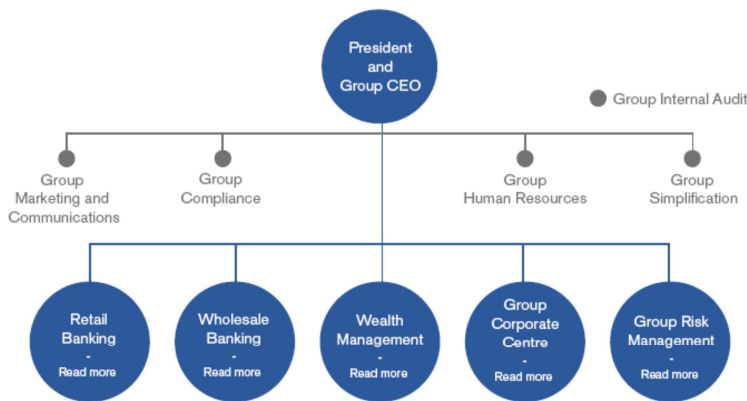 President
and
Group CEO
Group Internal Audit
Group
Marketing and
Communications
Group
Compliance
Group
Human Resources
Group
Simplification
Retail
Banking
-
Read more
Wholesale
Banking
-
Read more
Wealth
Management
-
Read more
Group
Corporate
Centre
-
Read more
Group Risk
Management
-
Read more